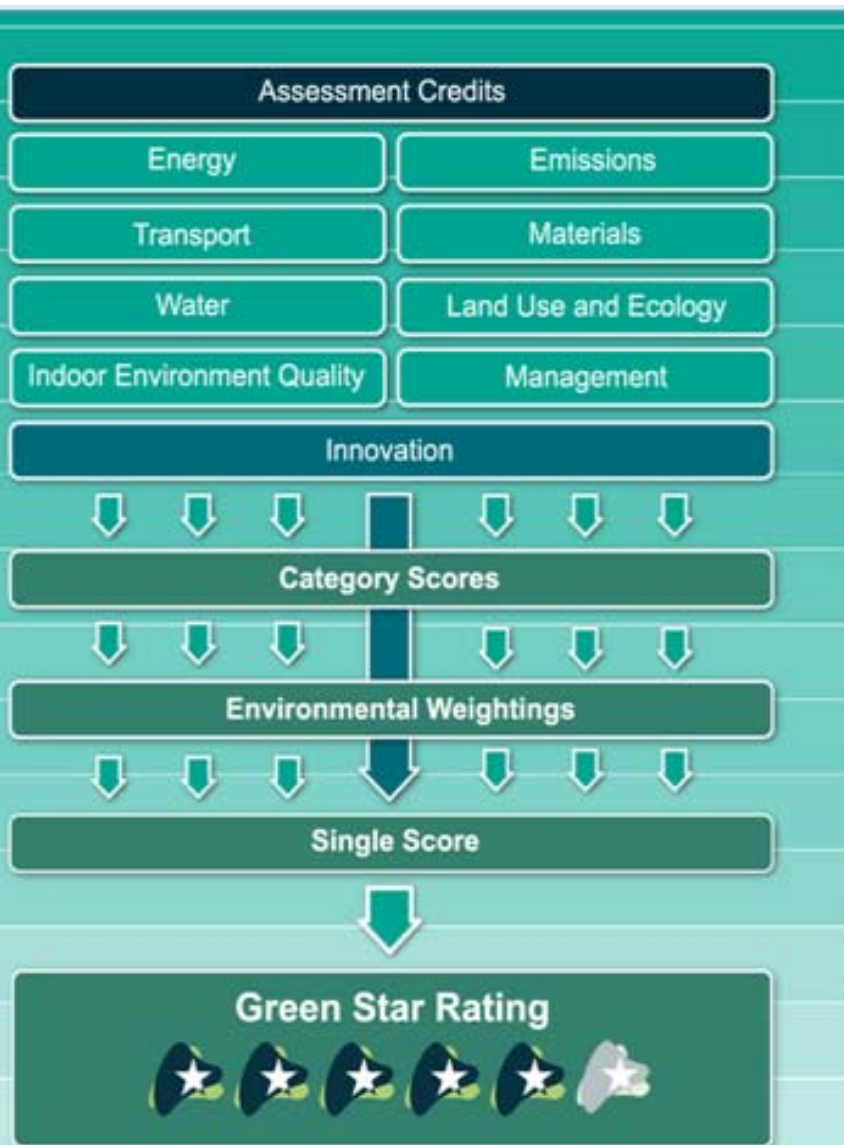 Assessment Credits
Energy
Emissions
Transport
Materials
Water
Land Use and Ecology
Indoor Environment Quality
Management
Innovation
Category Scores
Environmental Weightings
Single Score
Green Star Rating